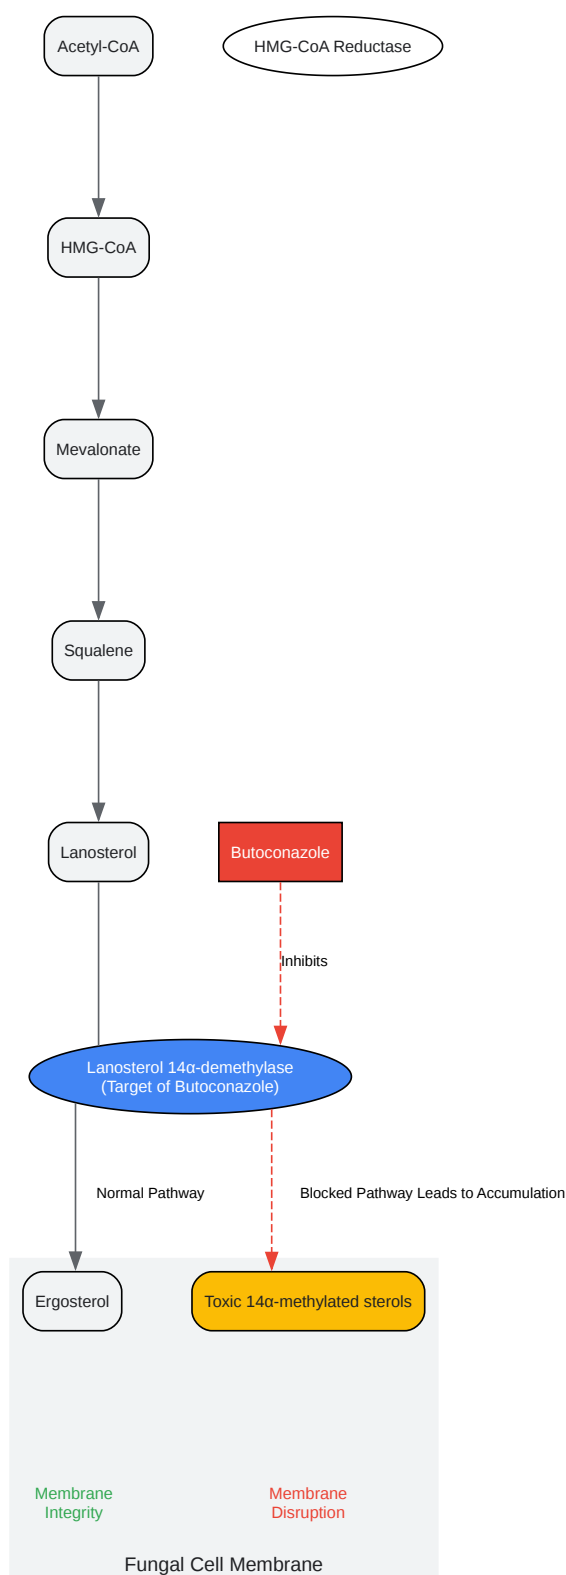 Acetyl-CoA
HMG-CoA Reductase
HMG-CoA
Mevalonate
Squalene
Lanosterol
Butoconazole
Inhibits
Lanosterol 14α-demethylase
(Target of Butoconazole)
Normal Pathway
Blocked Pathway Leads to Accumulation
Ergosterol
Toxic 14α-methylated sterols
Membrane
Integrity
Membrane
Disruption
Fungal Cell Membrane